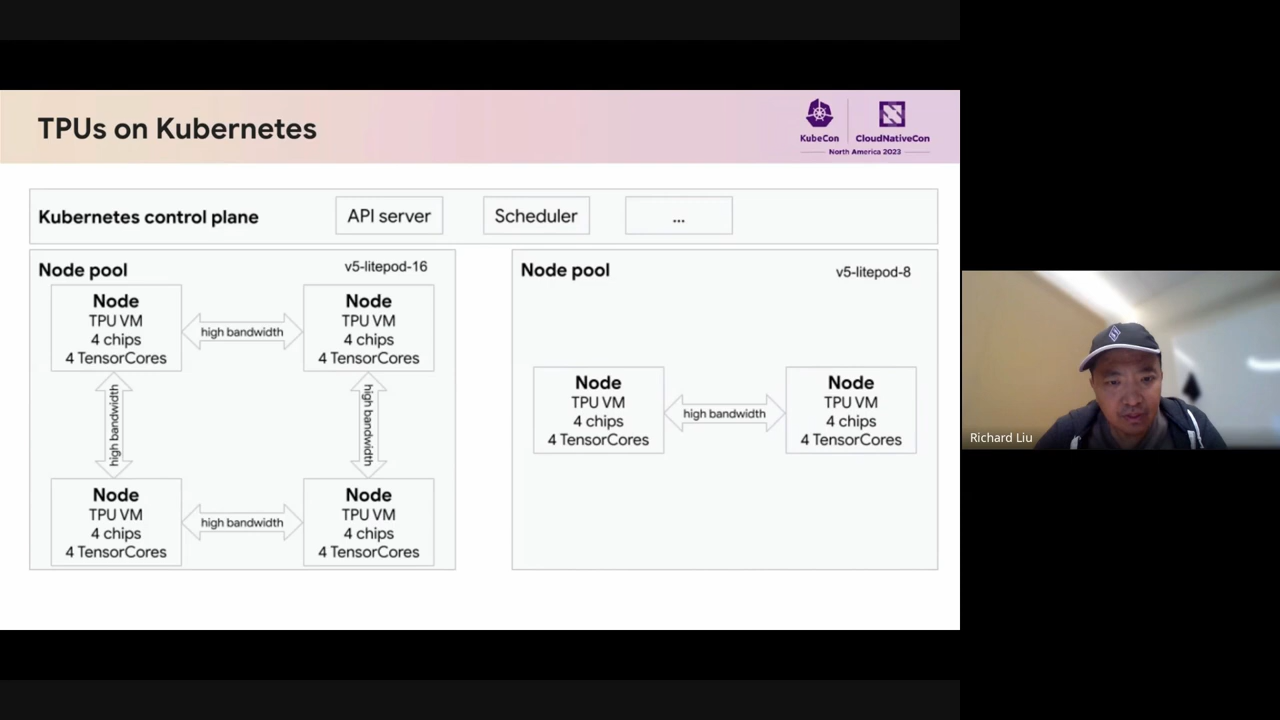 TPUs on Kubernetes
KubeCon
CloudNativeCon
North America 2023
Kubernetes control plane
API server
Scheduler
...
Node pool
v5-litepod-16
Node
TPU VM
4 chips
4 TensorCores
high bandwidth
Node
TPU VM
4 chips
4 TensorCores
high bandwidth
high bandwidth
Node
TPU VM
4 chips
4 TensorCores
high bandwidth
Node
TPU VM
4 chips
4 TensorCores
Node pool
v5-litepod-8
Node
TPU VM
4 chips
4 TensorCores
high bandwidth
Node
TPU VM
4 chips
4 TensorCores
Richard Liu